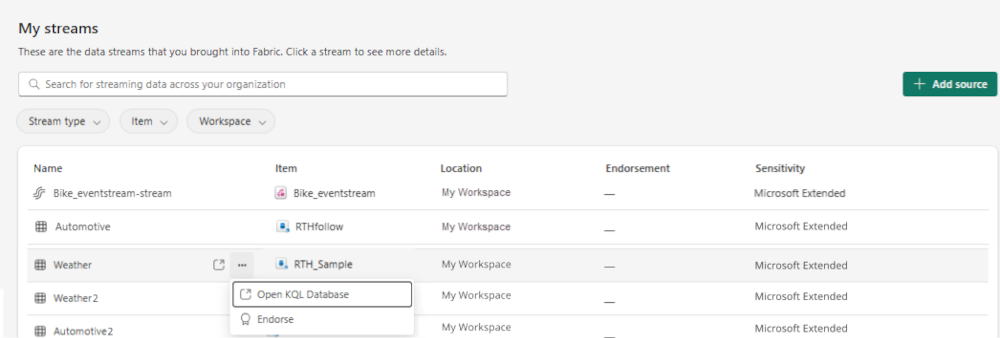 My streams
These are the data streams that you brought into Fabric. Click a stream to see more details.
Search for streaming data across your organization
+ Add source
Stream type Item Workspace
Name Item Location Endorsement Sensitivity
Bike_eventstream-stream Bike_eventstream My Workspace — Microsoft Extended
Automotive RTHfollow My Workspace — Microsoft Extended
Weather ... RTH_Sample My Workspace — Microsoft Extended
Open KQL Database
Weather2 My Workspace — Microsoft Extended
Endorse
Automotive2 My Workspace — Microsoft Extended